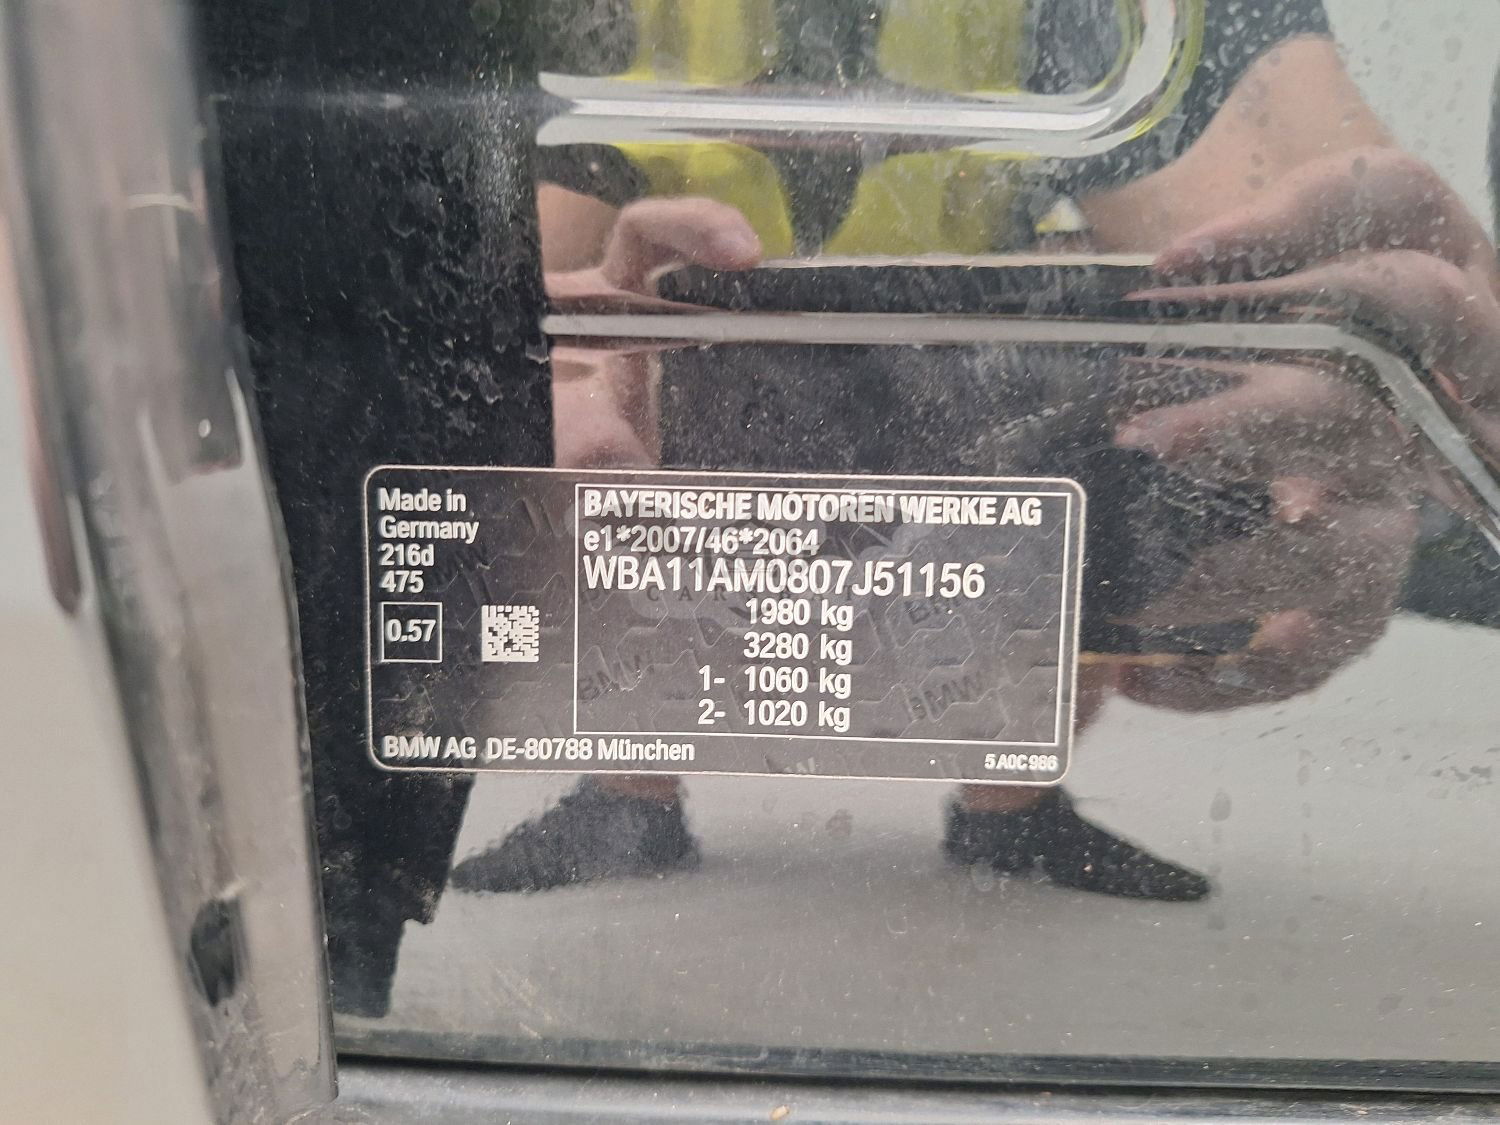 Made in
Germany
216d
475
0.57
BAYERISCHE MOTOREN WERKE AG
e1*2007/46*2064
WBA11AM0807J51156
1980 kg
3280 kg
1- 1060 kg
2- 1020 kg
BMW AG DE-80788 München
5 A0C 986